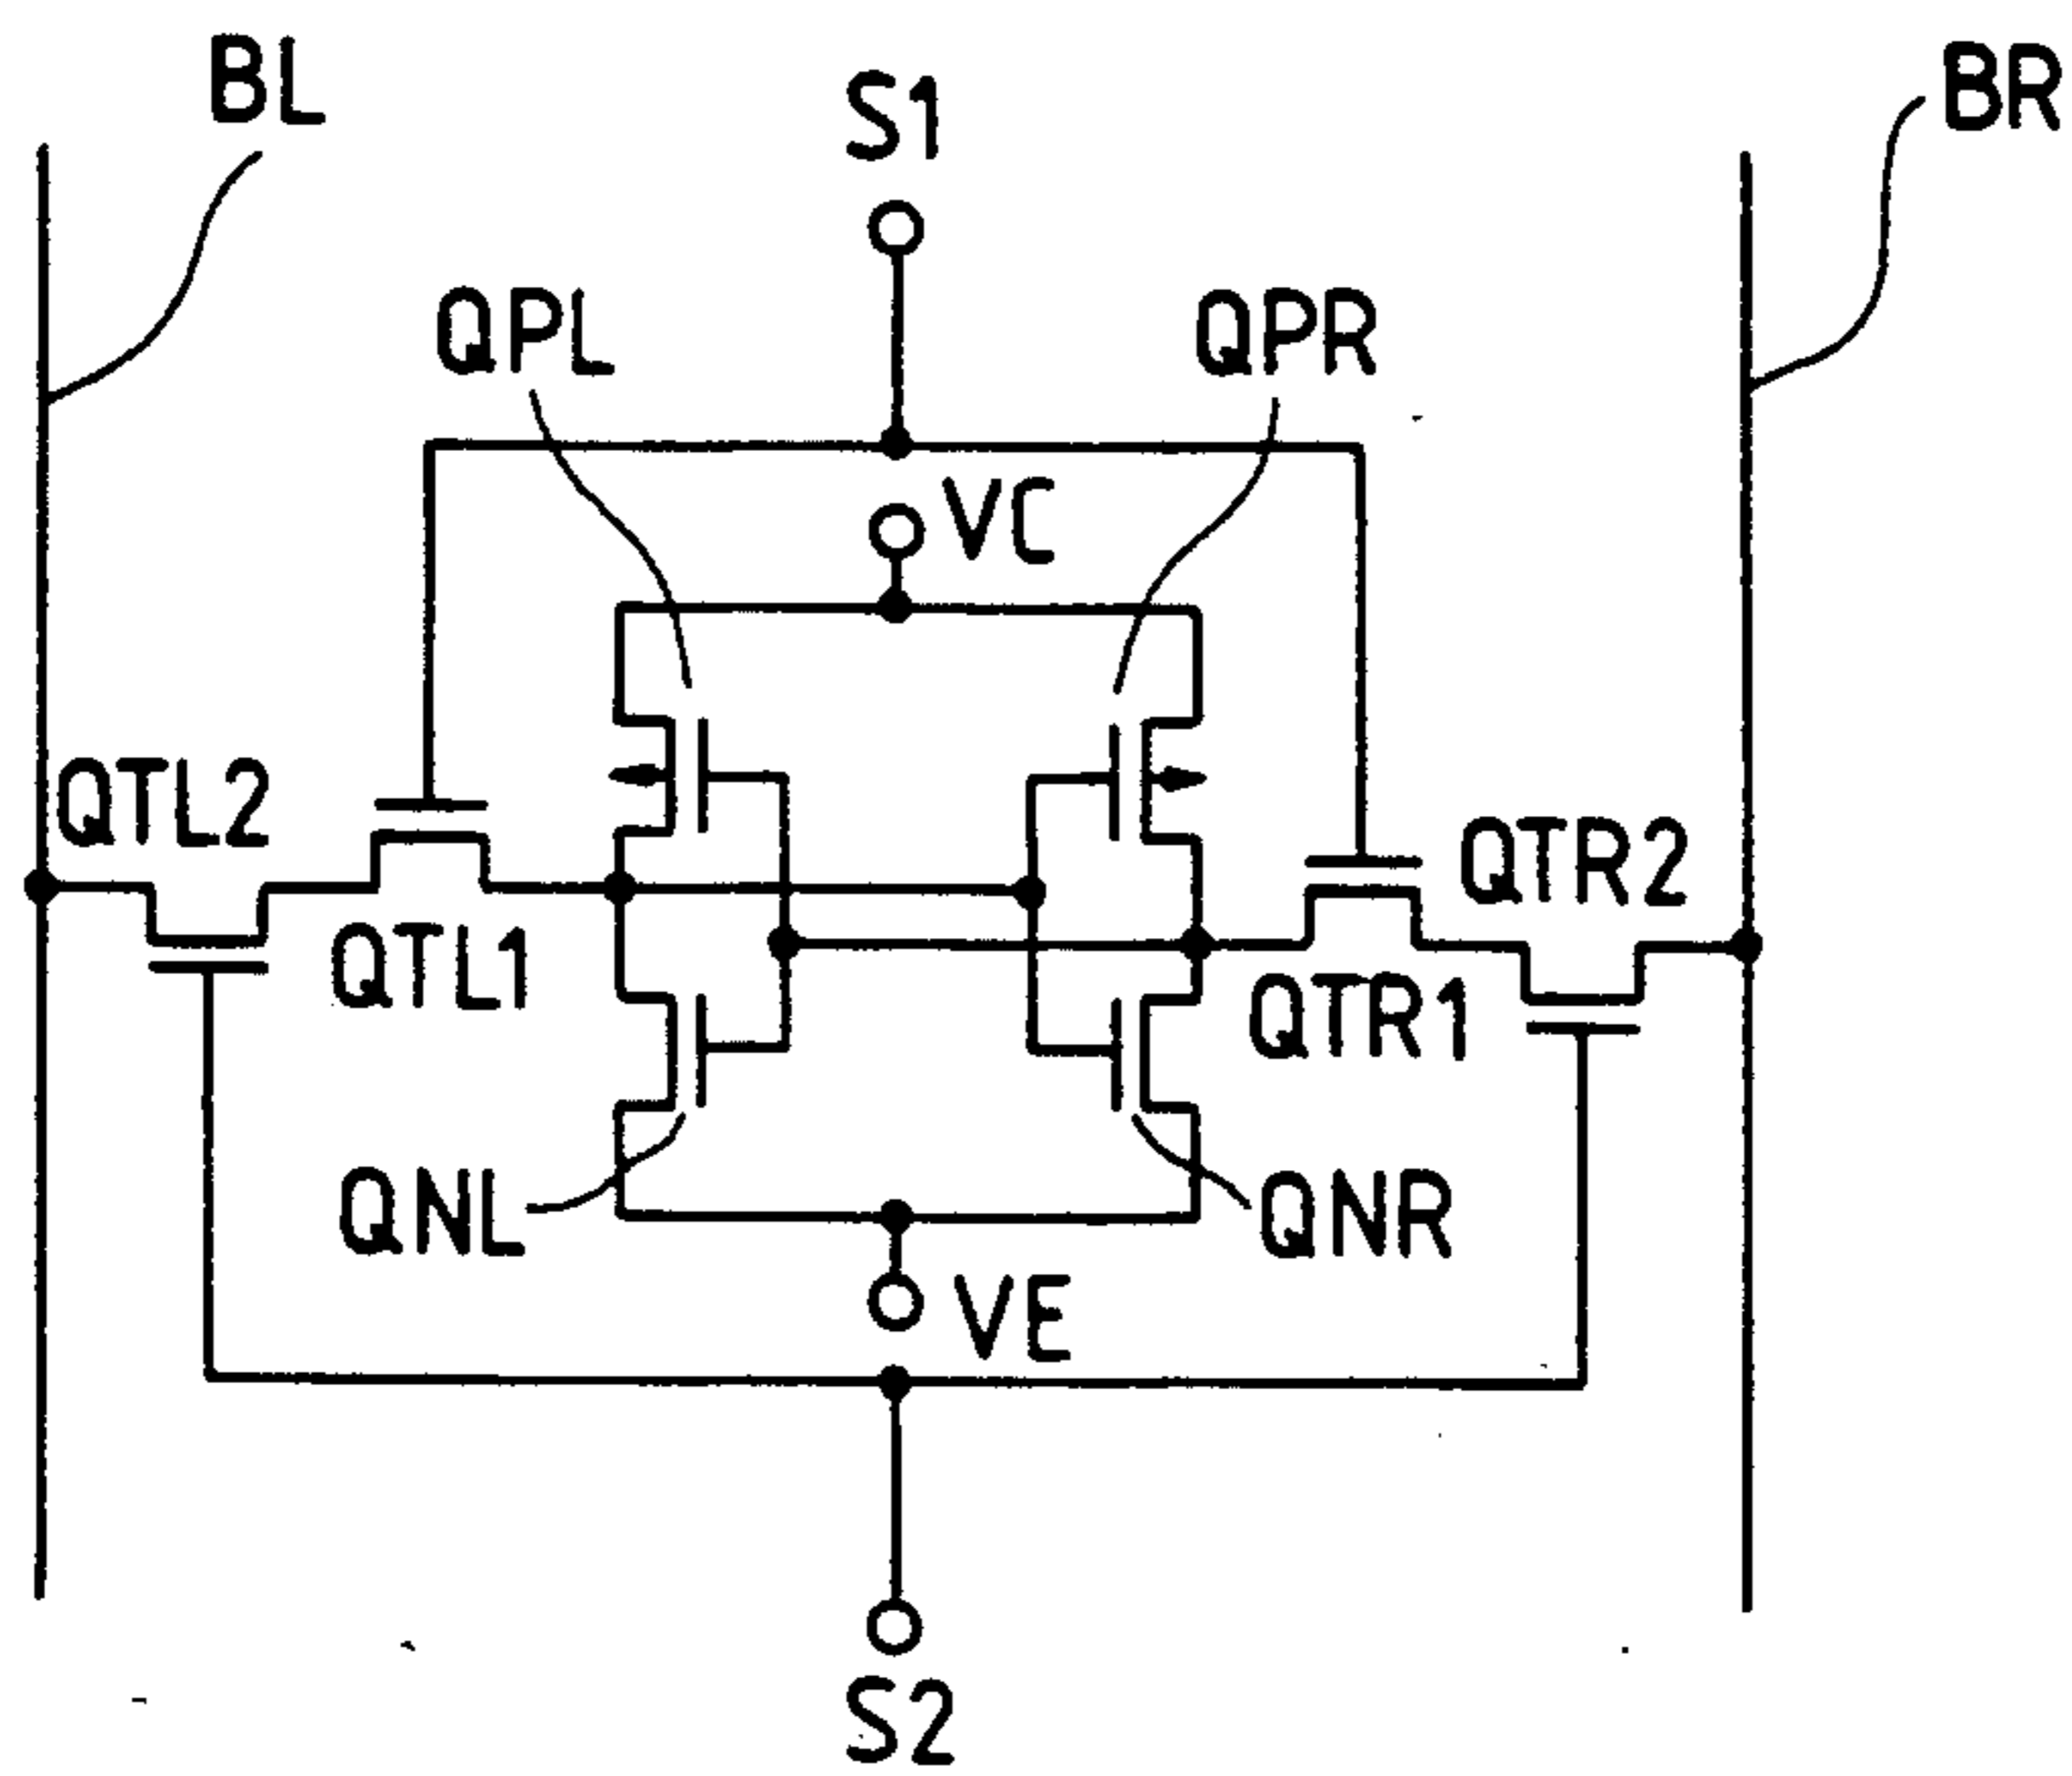 BL
BR
S1
QPL
QPR
VC
QTL2
QTR2
QTL1
QTR1
QNL
QNR
VE
S2